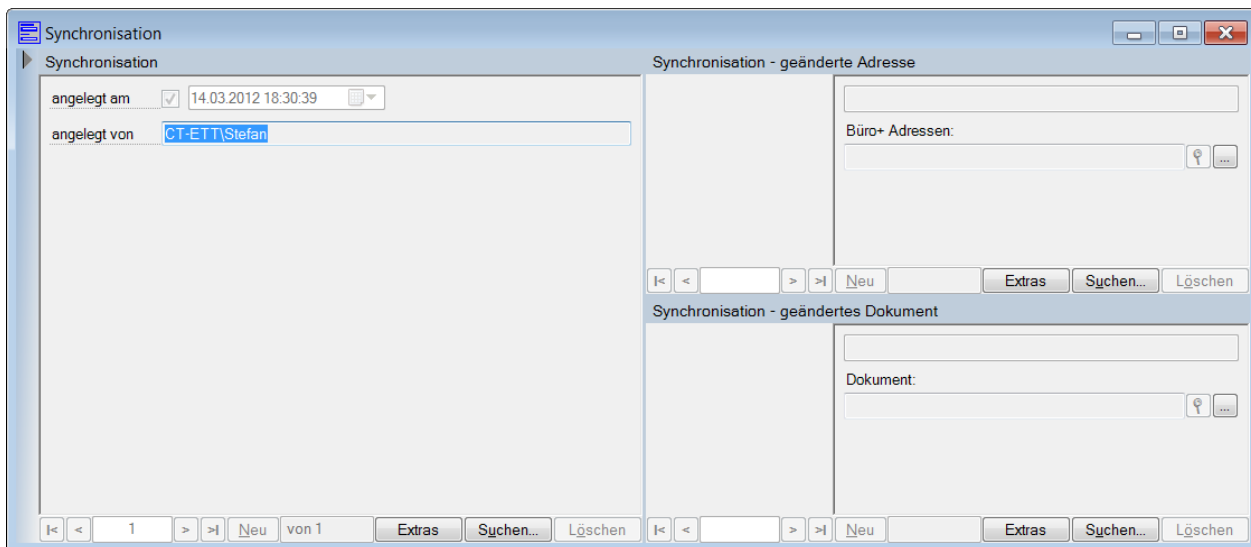 Synchronisation
Synchronisation
angelegt am 14.03.2012 18:30:39
angelegt von CT-ETT\Stefan
|< < 1 > >| Neu von 1 Extras Suchen... Löschen
Synchronisation - geänderte Adresse
Büro+ Adressen:
...
|< < > >| Neu Extras Suchen... Löschen
Synchronisation - geändertes Dokument
Dokument:
...
|< < > >| Neu Extras Suchen... Löschen